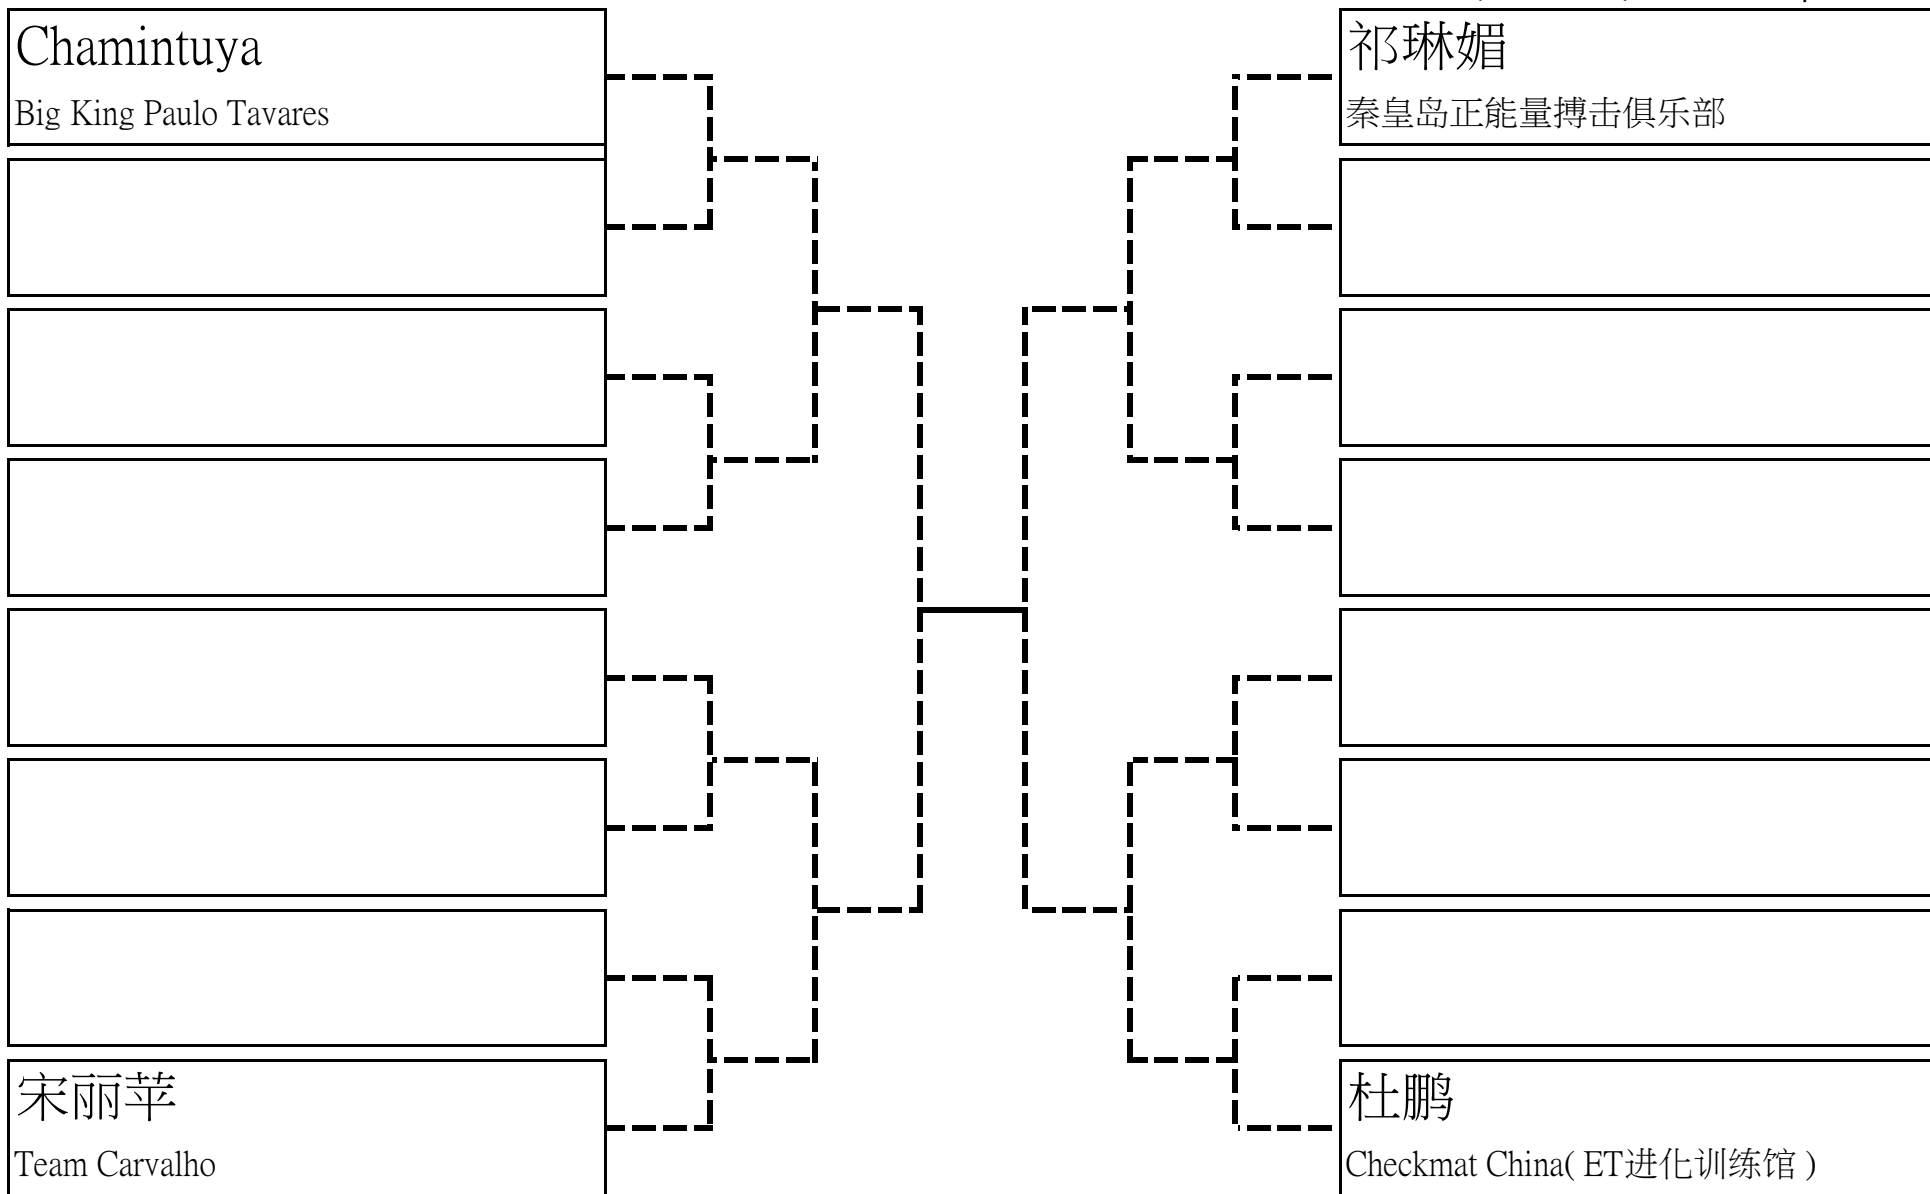 Chamintuya
Big King Paulo Tavares
祁琳媚
秦皇岛正能量搏击俱乐部
宋丽苹
Team Carvalho
杜鹏
Checkmat China( ET进化训练馆 )